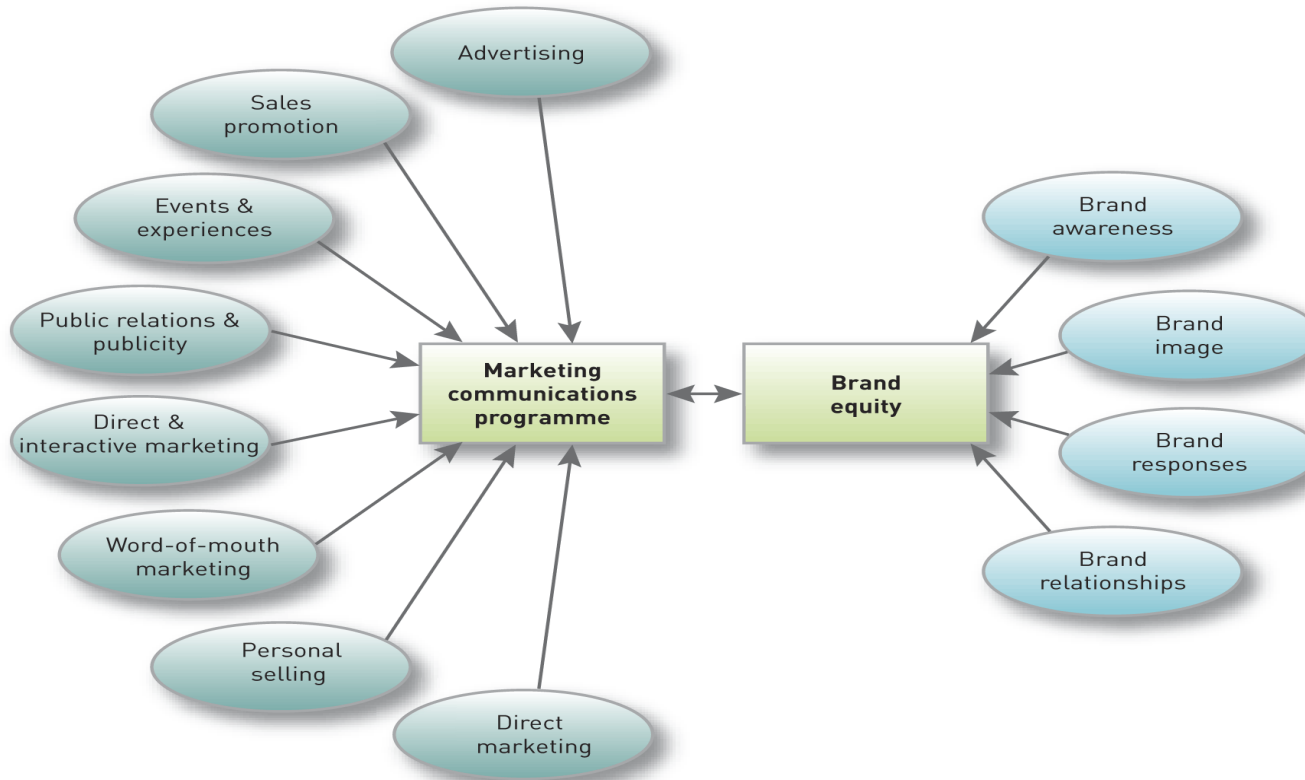 Advertising
Sales
promotion
Events &
experiences
Public relations &
publicity
Direct &
interactive marketing
Word-of-mouth
marketing
Personal
selling
Direct
marketing
Marketing
communications
programme
Brand
equity
Brand
awareness
Brand
image
Brand
responses
Brand
relationships